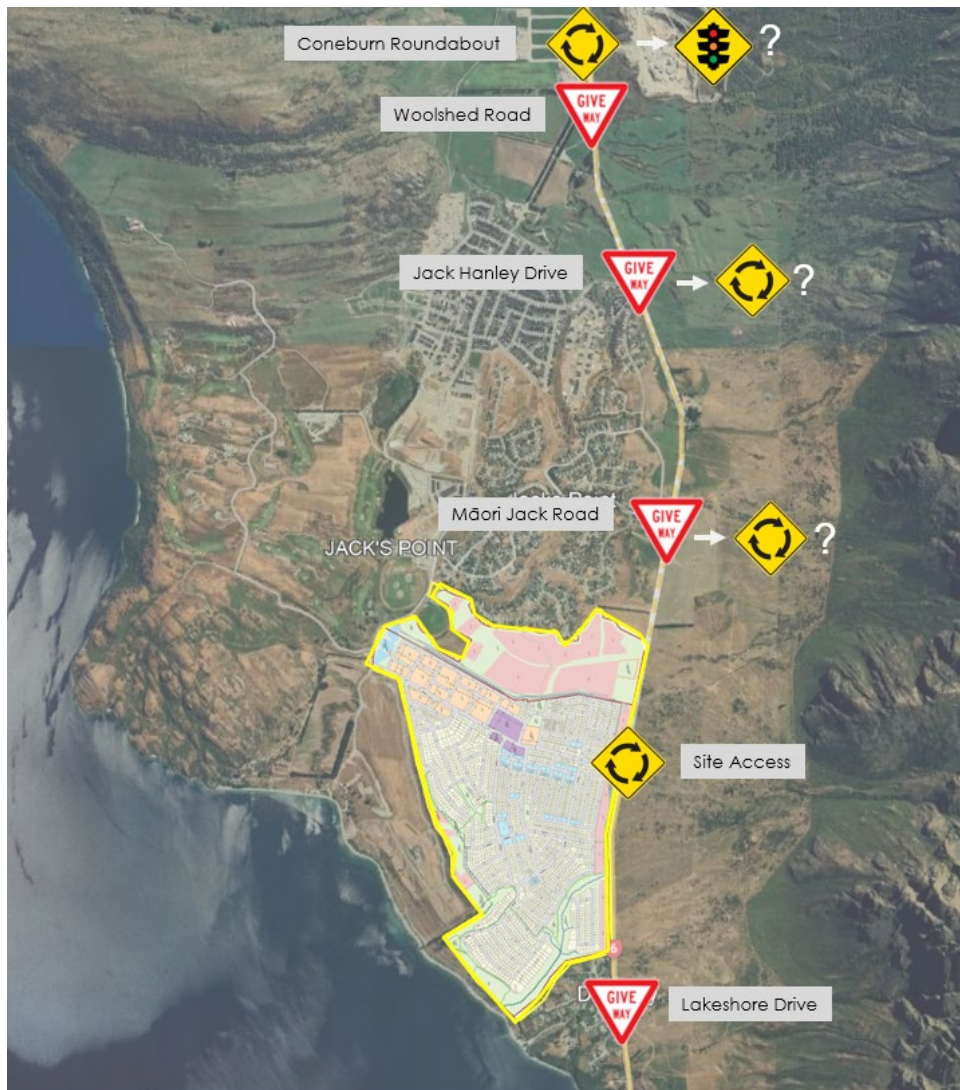 Coneburn Roundabout
?
Woolshed Road
GIVE
WAY
Jack Hanley Drive
GIVE
WAY
?
Māori Jack Road
GIVE
WAY
?
JACK'S POINT
Site Access
6
GIVE
WAY
Lakeshore Drive